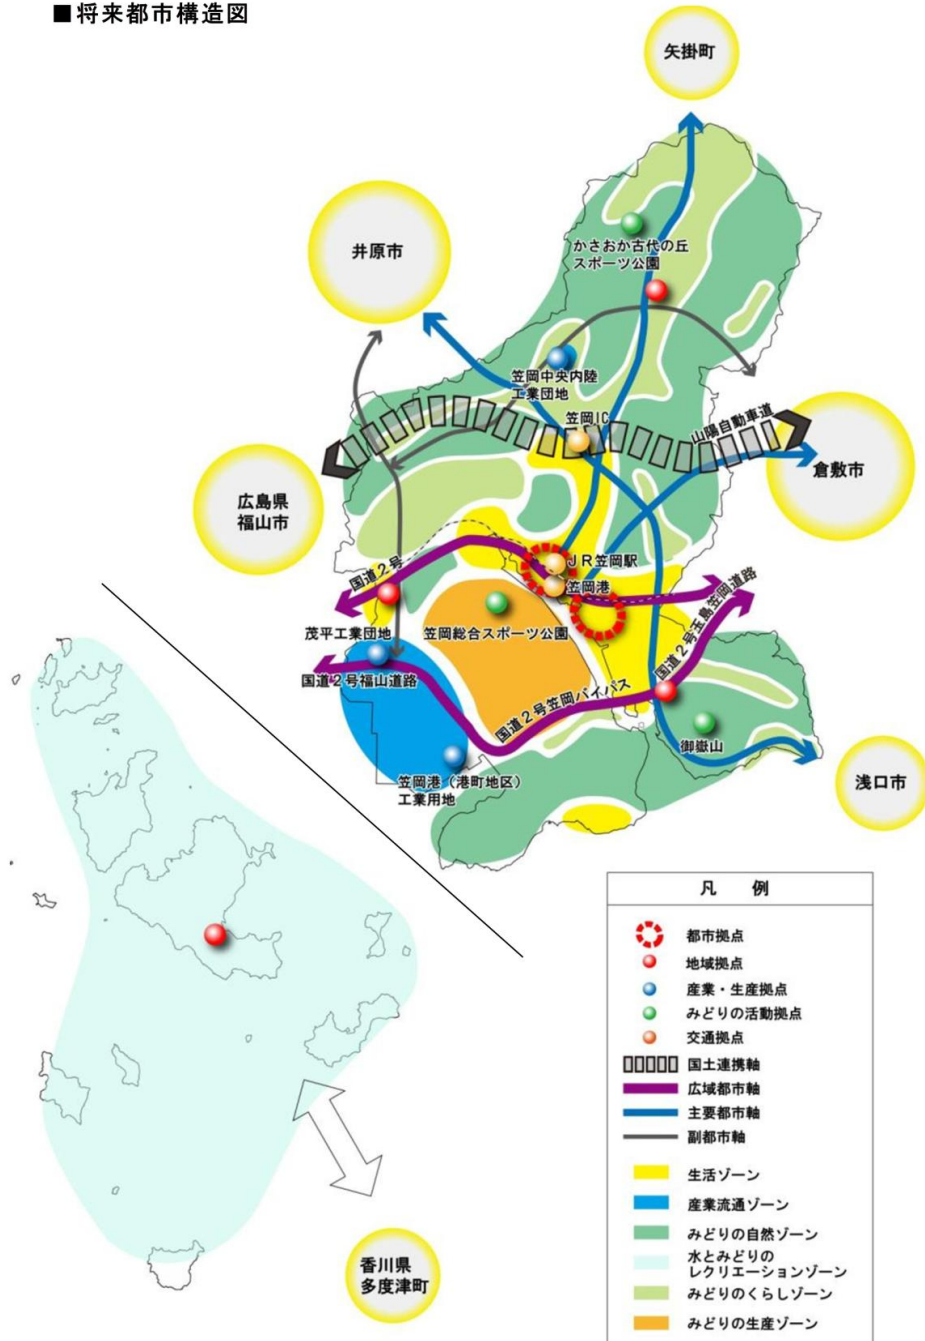 ■将来都市構造図
矢掛町
井原市
かさおか古代の丘
スポーツ公園
笠岡中央内陸
工業団地
笠岡IC
山陽自動車道
倉敷市
広島県
福山市
JR笠岡駅
国道2号
笠岡港
茂平工業団地
笠岡総合スポーツ公園
国道2号玉島笠岡道路
国道2号福山道路
国道2号笠岡バイパス
御嶽山
笠岡港(港町地区)
工業用地
浅口市
香川県
多度津町
凡 例
都市拠点
地域拠点
産業・生産拠点
みどりの活動拠点
交通拠点
国土連携軸
広域都市軸
主要都市軸
副都市軸
生活ゾーン
産業流通ゾーン
みどりの自然ゾーン
水とみどりの
レクリエーションゾーン
みどりのくらしゾーン
みどりの生産ゾーン